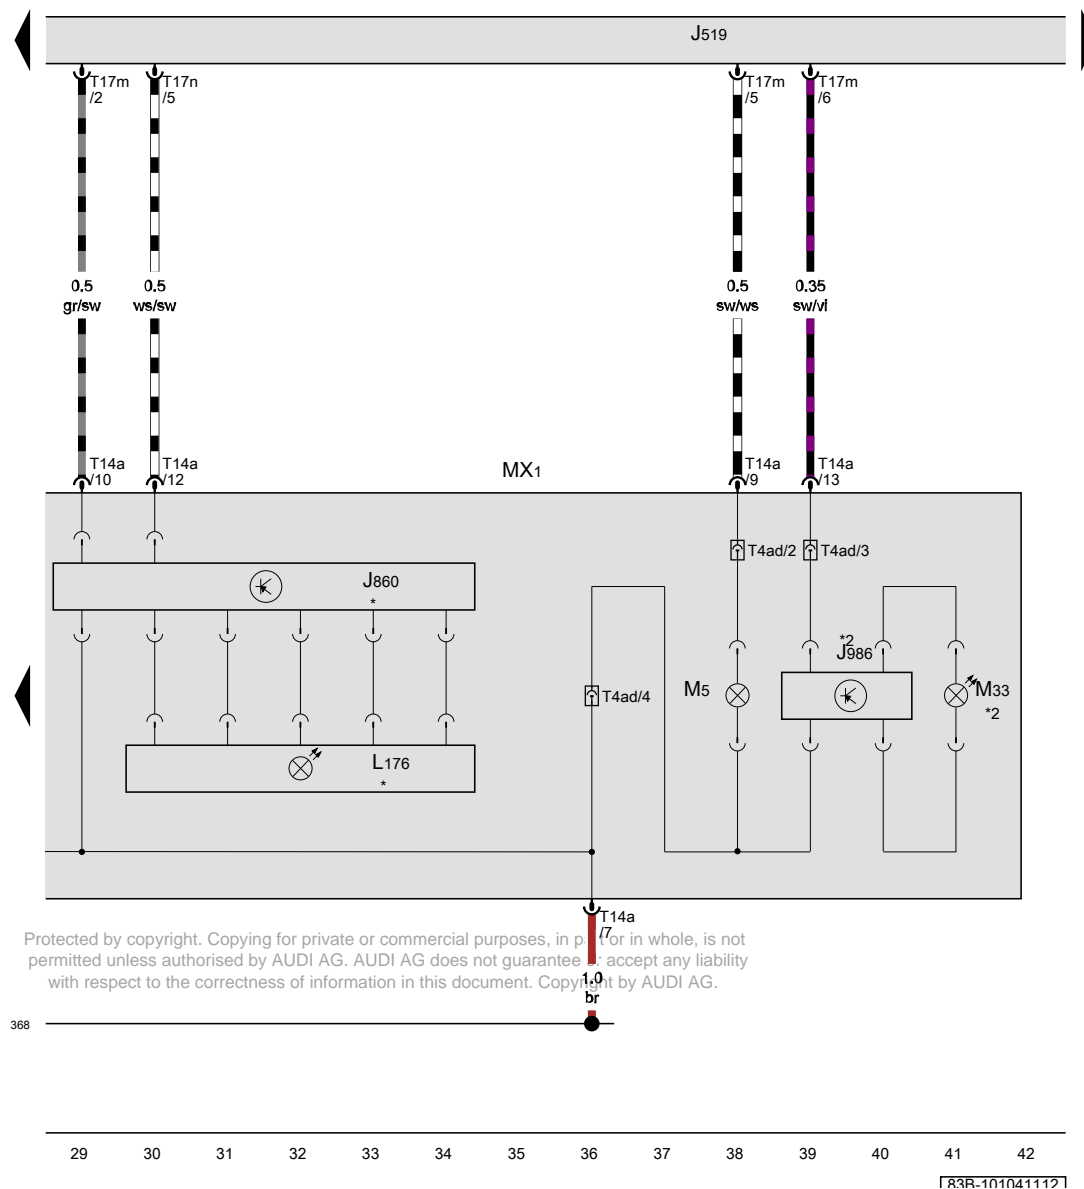 J519
T17m
/2
T17n
/5
T17m
/5
T17m
/6
0.5
gr/sw
0.5
ws/sw
0.5
sw/ws
0.35
sw/vi
T14a
/10
T14a
/12
MX1
T14a
/9
T14a
/13
T4ad/2
T4ad/3
J860
*
*2
J986
T4ad/4
M5
M33
*2
L176
*
T14a
/7
Protected by copyright. Copying for private or commercial purposes, in part or in whole, is not
permitted unless authorised by AUDI AG. AUDI AG does not guarantee or accept any liability
with respect to the correctness of information in this document. Copyright by AUDI AG.
1.0
br
368
29 30 31 32 33 34 35 36 37 38 39 40 41 42
83B-101041112